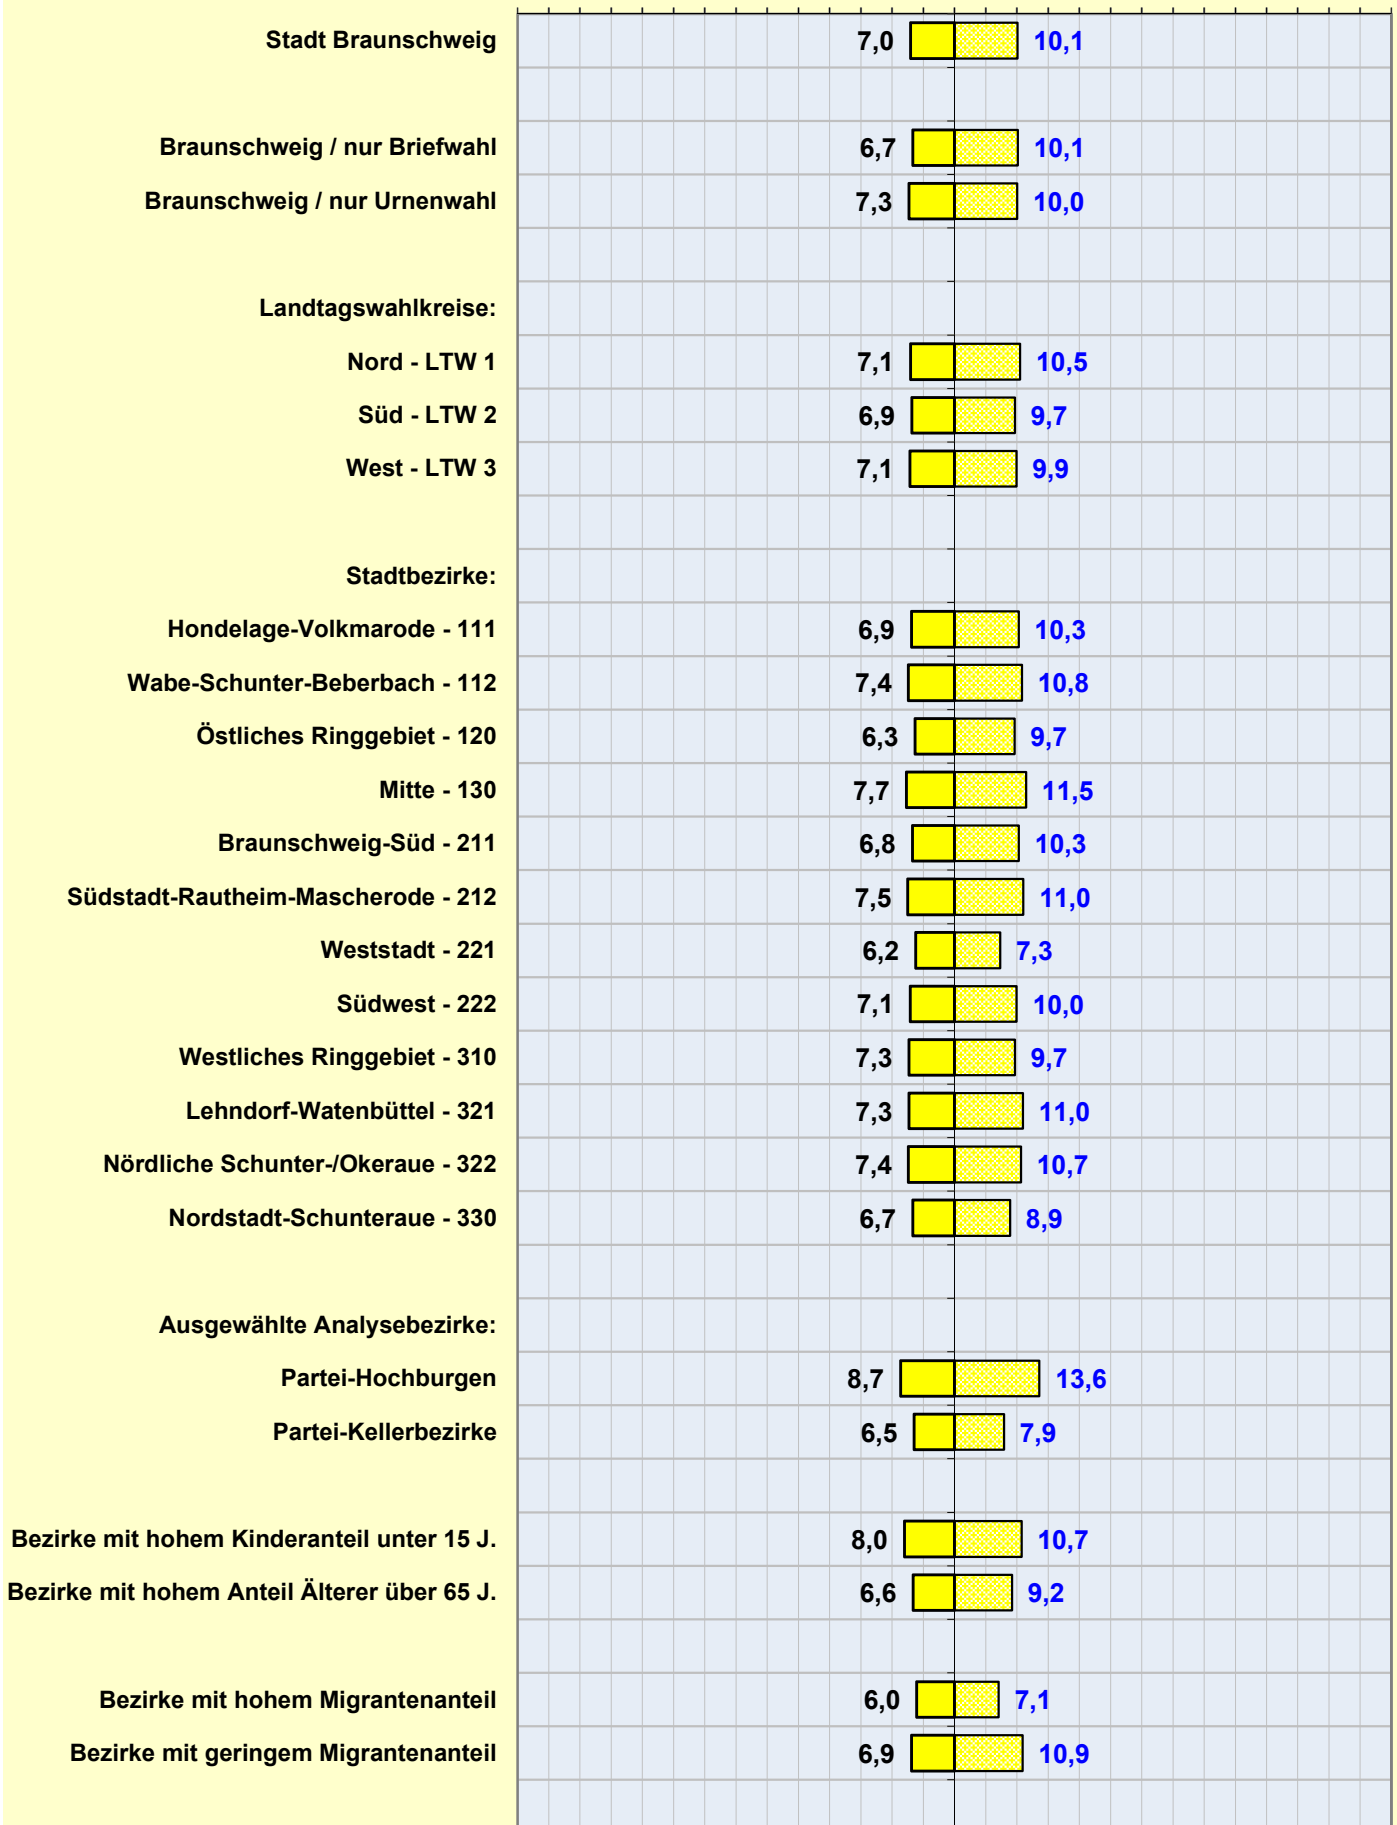 Stadt Braunschweig 7,0 10,1
Braunschweig / nur Briefwahl 6,7 10,1
Braunschweig / nur Urnenwahl 7,3 10,0
Landtagswahlkreise:
Nord - LTW 1 7,1 10,5
Süd - LTW 2 6,9 9,7
West - LTW 3 7,1 9,9
Stadtbezirke:
Hondelage-Volkmarode - 111 6,9 10,3
Wabe-Schunter-Beberbach - 112 7,4 10,8
Östliches Ringgebiet - 120 6,3 9,7
Mitte - 130 7,7 11,5
Braunschweig-Süd - 211 6,8 10,3
Südstadt-Rautheim-Mascherode - 212 7,5 11,0
Weststadt - 221 6,2 7,3
Südwest - 222 7,1 10,0
Westliches Ringgebiet - 310 7,3 9,7
Lehndorf-Watenbüttel - 321 7,3 11,0
Nördliche Schunter-/Okeraue - 322 7,4 10,7
Nordstadt-Schunteraue - 330 6,7 8,9
Ausgewählte Analysebezirke:
Partei-Hochburgen 8,7 13,6
Partei-Kellerbezirke 6,5 7,9
Bezirke mit hohem Kinderanteil unter 15 J. 8,0 10,7
Bezirke mit hohem Anteil Älterer über 65 J. 6,6 9,2
Bezirke mit hohem Migrantenanteil 6,0 7,1
Bezirke mit geringem Migrantenanteil 6,9 10,9